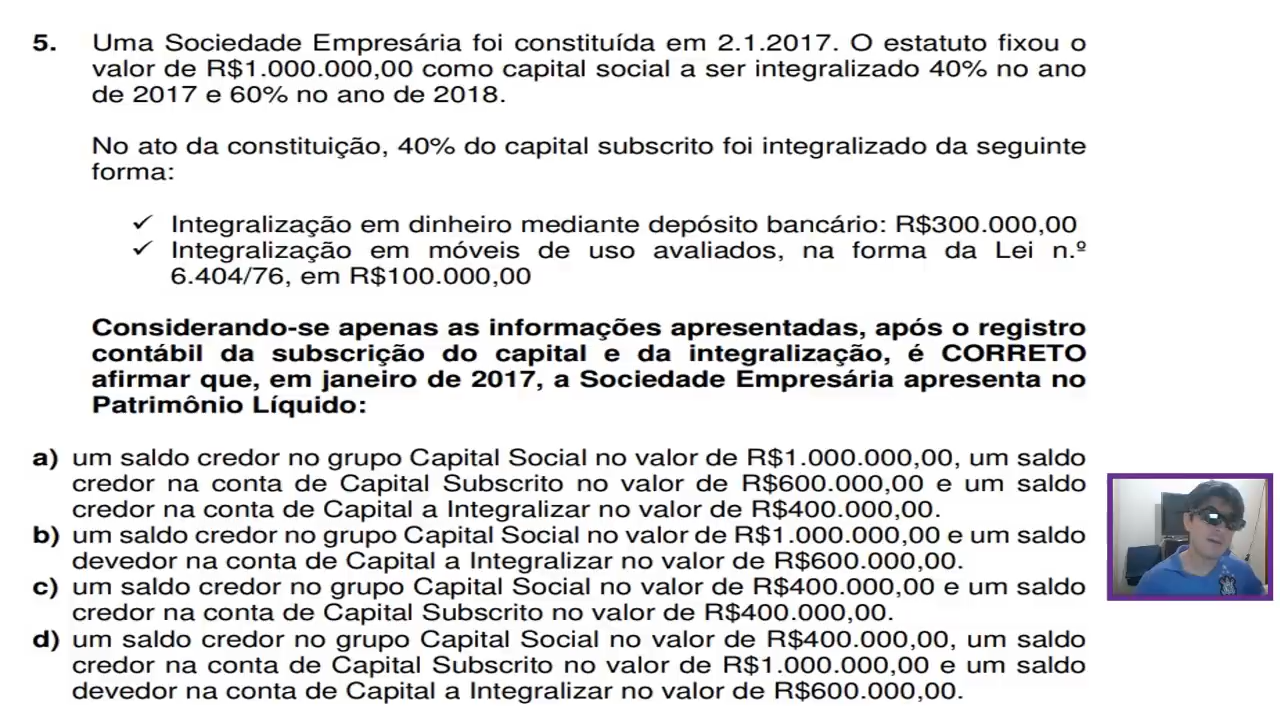 5. Uma Sociedade Empresária foi constituída em 2.1.2017. O estatuto fixou o
valor de R$1.000.000,00 como capital social a ser integralizado 40% no ano
de 2017 e 60% no ano de 2018.
No ato da constituição, 40% do capital subscrito foi integralizado da seguinte
forma:
✓ Integralização em dinheiro mediante depósito bancário: R$300.000,00
✓ Integralização em móveis de uso avaliados, na forma da Lei n.º
6.404/76, em R$100.000,00
Considerando-se apenas as informações apresentadas, após o registro
contábil da subscrição do capital e da integralização, é CORRETO
afirmar que, em janeiro de 2017, a Sociedade Empresária apresenta no
Patrimônio Líquido:
a) um saldo credor no grupo Capital Social no valor de R$1.000.000,00, um saldo
credor na conta de Capital Subscrito no valor de R$600.000,00 e um saldo
credor na conta de Capital a Integralizar no valor de R$400.000,00.
b) um saldo credor no grupo Capital Social no valor de R$1.000.000,00 e um saldo
devedor na conta de Capital a Integralizar no valor de R$600.000,00.
c) um saldo credor no grupo Capital Social no valor de R$400.000,00 e um saldo
credor na conta de Capital Subscrito no valor de R$400.000,00.
d) um saldo credor no grupo Capital Social no valor de R$400.000,00, um saldo
credor na conta de Capital Subscrito no valor de R$1.000.000,00 e um saldo
devedor na conta de Capital a Integralizar no valor de R$600.000,00.